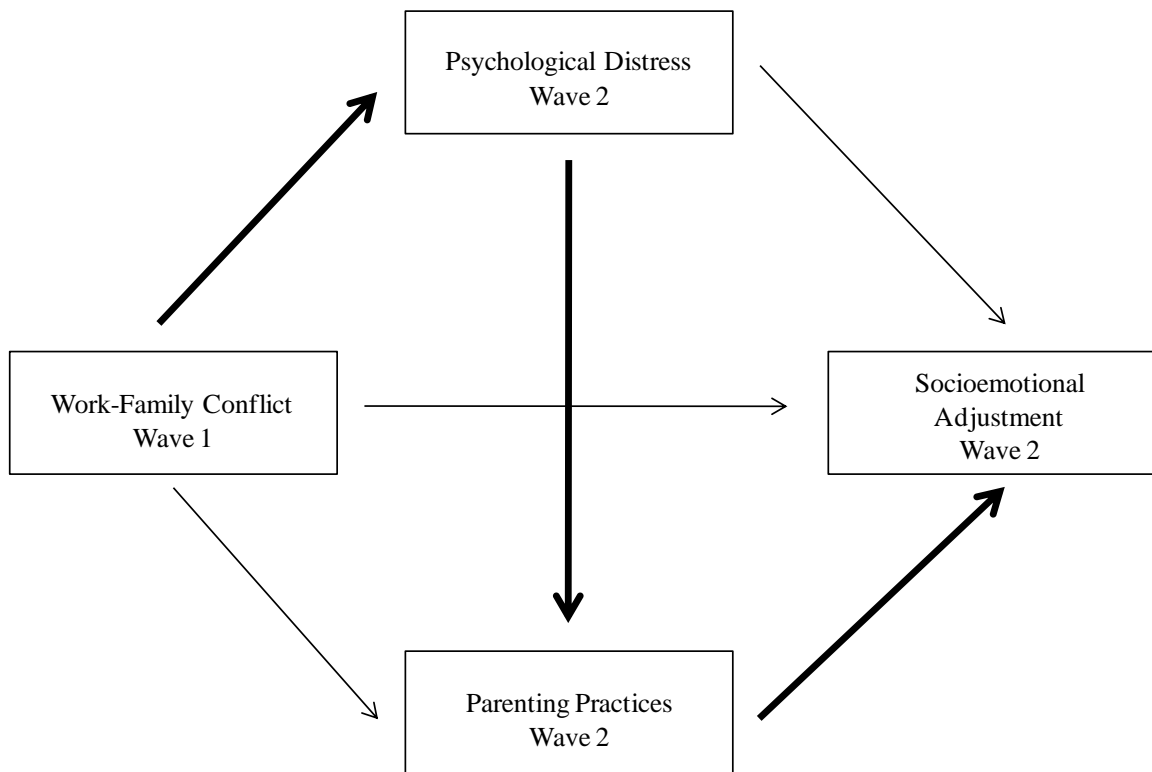 Psychological Distress
Wave 2
Work-Family Conflict
Wave 1
Socioemotional
Adjustment
Wave 2
Parenting Practices
Wave 2